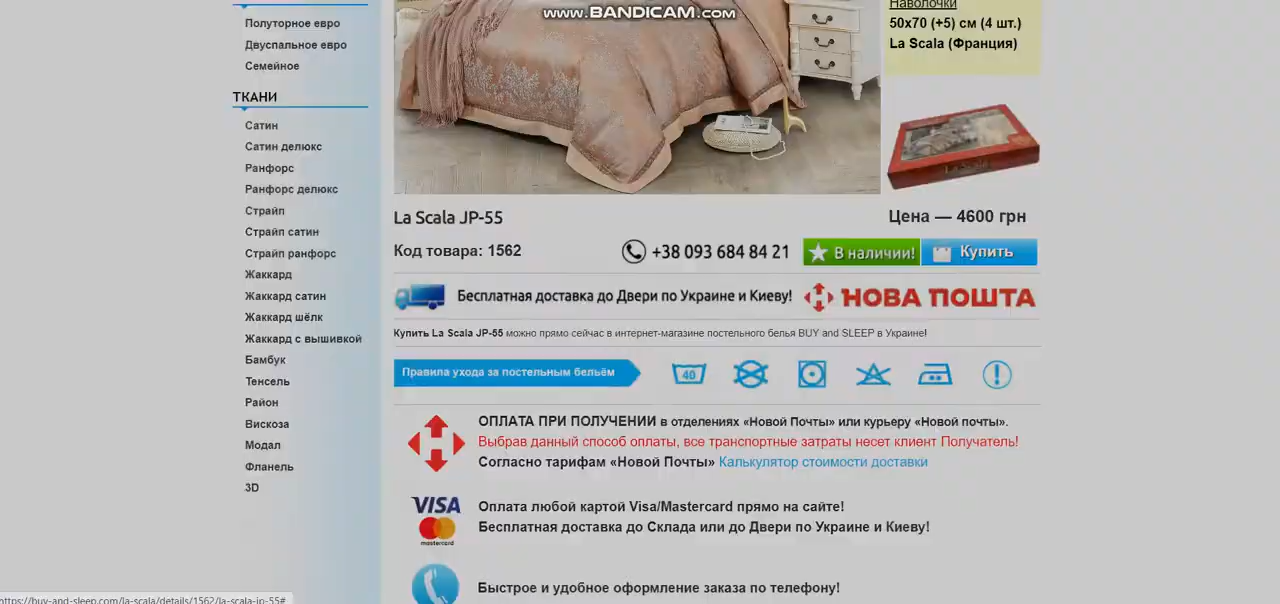 www.BANDICAM.com
Полуторное евро
Двуспальное евро
Семейное
ТКАНИ
Сатин
Сатин делюкс
Ранфорс
Ранфорс делюкс
Страйп
Страйп сатин
Страйп ранфорс
Жаккард
Жаккард сатин
Жаккард шёлк
Жаккард с вышивкой
Бамбук
Тенсель
Район
Вискоза
Модал
Фланель
3D
Наволочки
50x70 (+5) см (4 шт.)
La Scala (Франция)
La Scala
La Scala JP-55
Цена — 4600 грн
Код товара: 1562
+38 093 684 84 21
В наличии!
Купить
Бесплатная доставка до Двери по Украине и Киеву!
НОВА ПОШТА
Купить La Scala JP-55 можно прямо сейчас в интернет-магазине постельного белья BUY and SLEEP в Украине!
Правила ухода за постельным бельём
40
ОПЛАТА ПРИ ПОЛУЧЕНИИ в отделениях «Новой Почты» или курьеру «Новой почты».
Выбрав данный способ оплаты, все транспортные затраты несет клиент Получатель!
Согласно тарифам «Новой Почты» Калькулятор стоимости доставки
VISA
mastercard
Оплата любой картой Visa/Mastercard прямо на сайте!
Бесплатная доставка до Склада или до Двери по Украине и Киеву!
Быстрое и удобное оформление заказа по телефону!
https://buy-and-sleep.com/la-scala/details/1562/la-scala-jp-55#